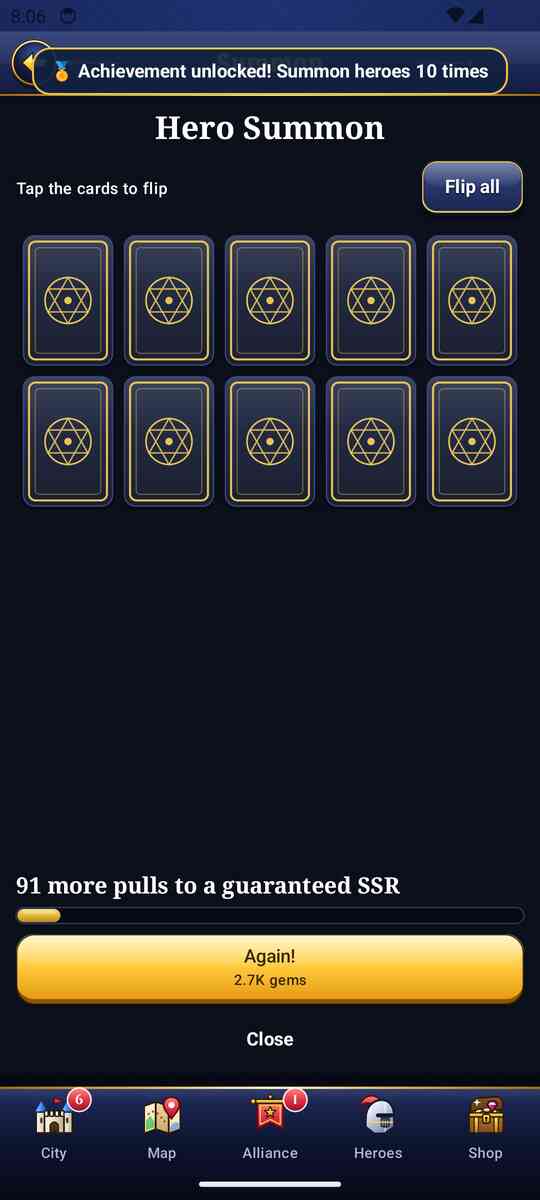 8:06
🏅 Achievement unlocked! Summon heroes 10 times
Hero Summon
Tap the cards to flip
Flip all
91 more pulls to a guaranteed SSR
Again!
2.7K gems
Close
6
1
City
Map
Alliance
Heroes
Shop